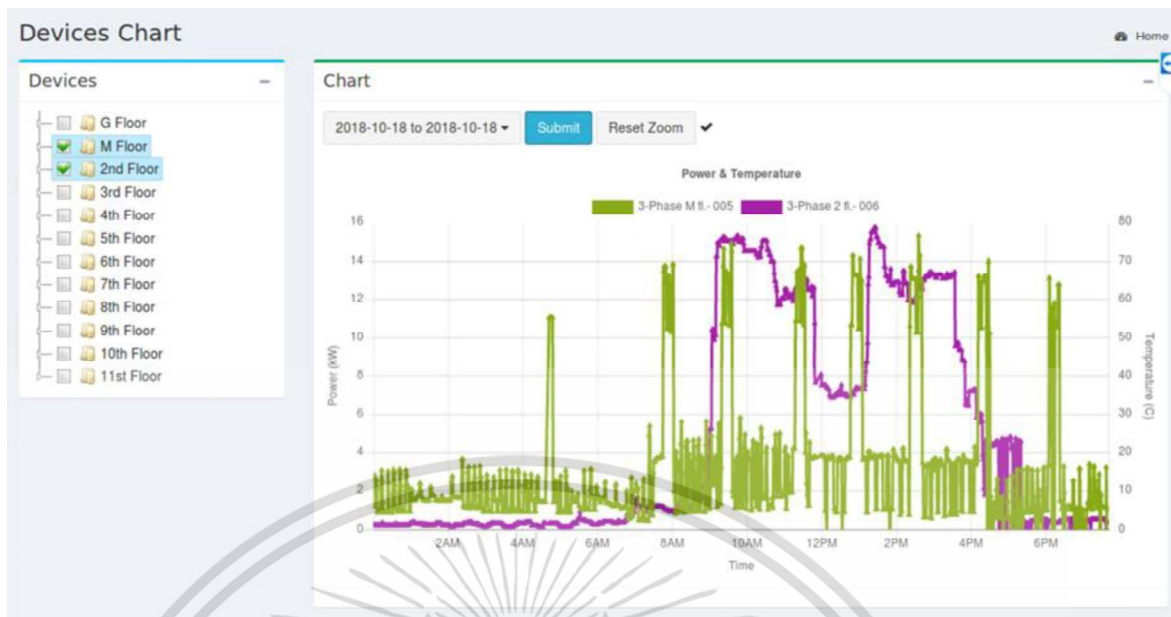 Devices Chart
Home
Devices
G Floor
M Floor
2nd Floor
3rd Floor
4th Floor
5th Floor
6th Floor
7th Floor
8th Floor
9th Floor
10th Floor
11st Floor
Chart
2018-10-18 to 2018-10-18
Submit
Reset Zoom
Power & Temperature
3-Phase M fl.- 005
3-Phase 2 fl.- 006
16
14
12
10
8
6
4
2
0
Power (kW)
80
70
60
50
40
30
20
10
0
Temperature (C)
2AM
4AM
6AM
8AM
10AM
12PM
2PM
4PM
6PM
Time